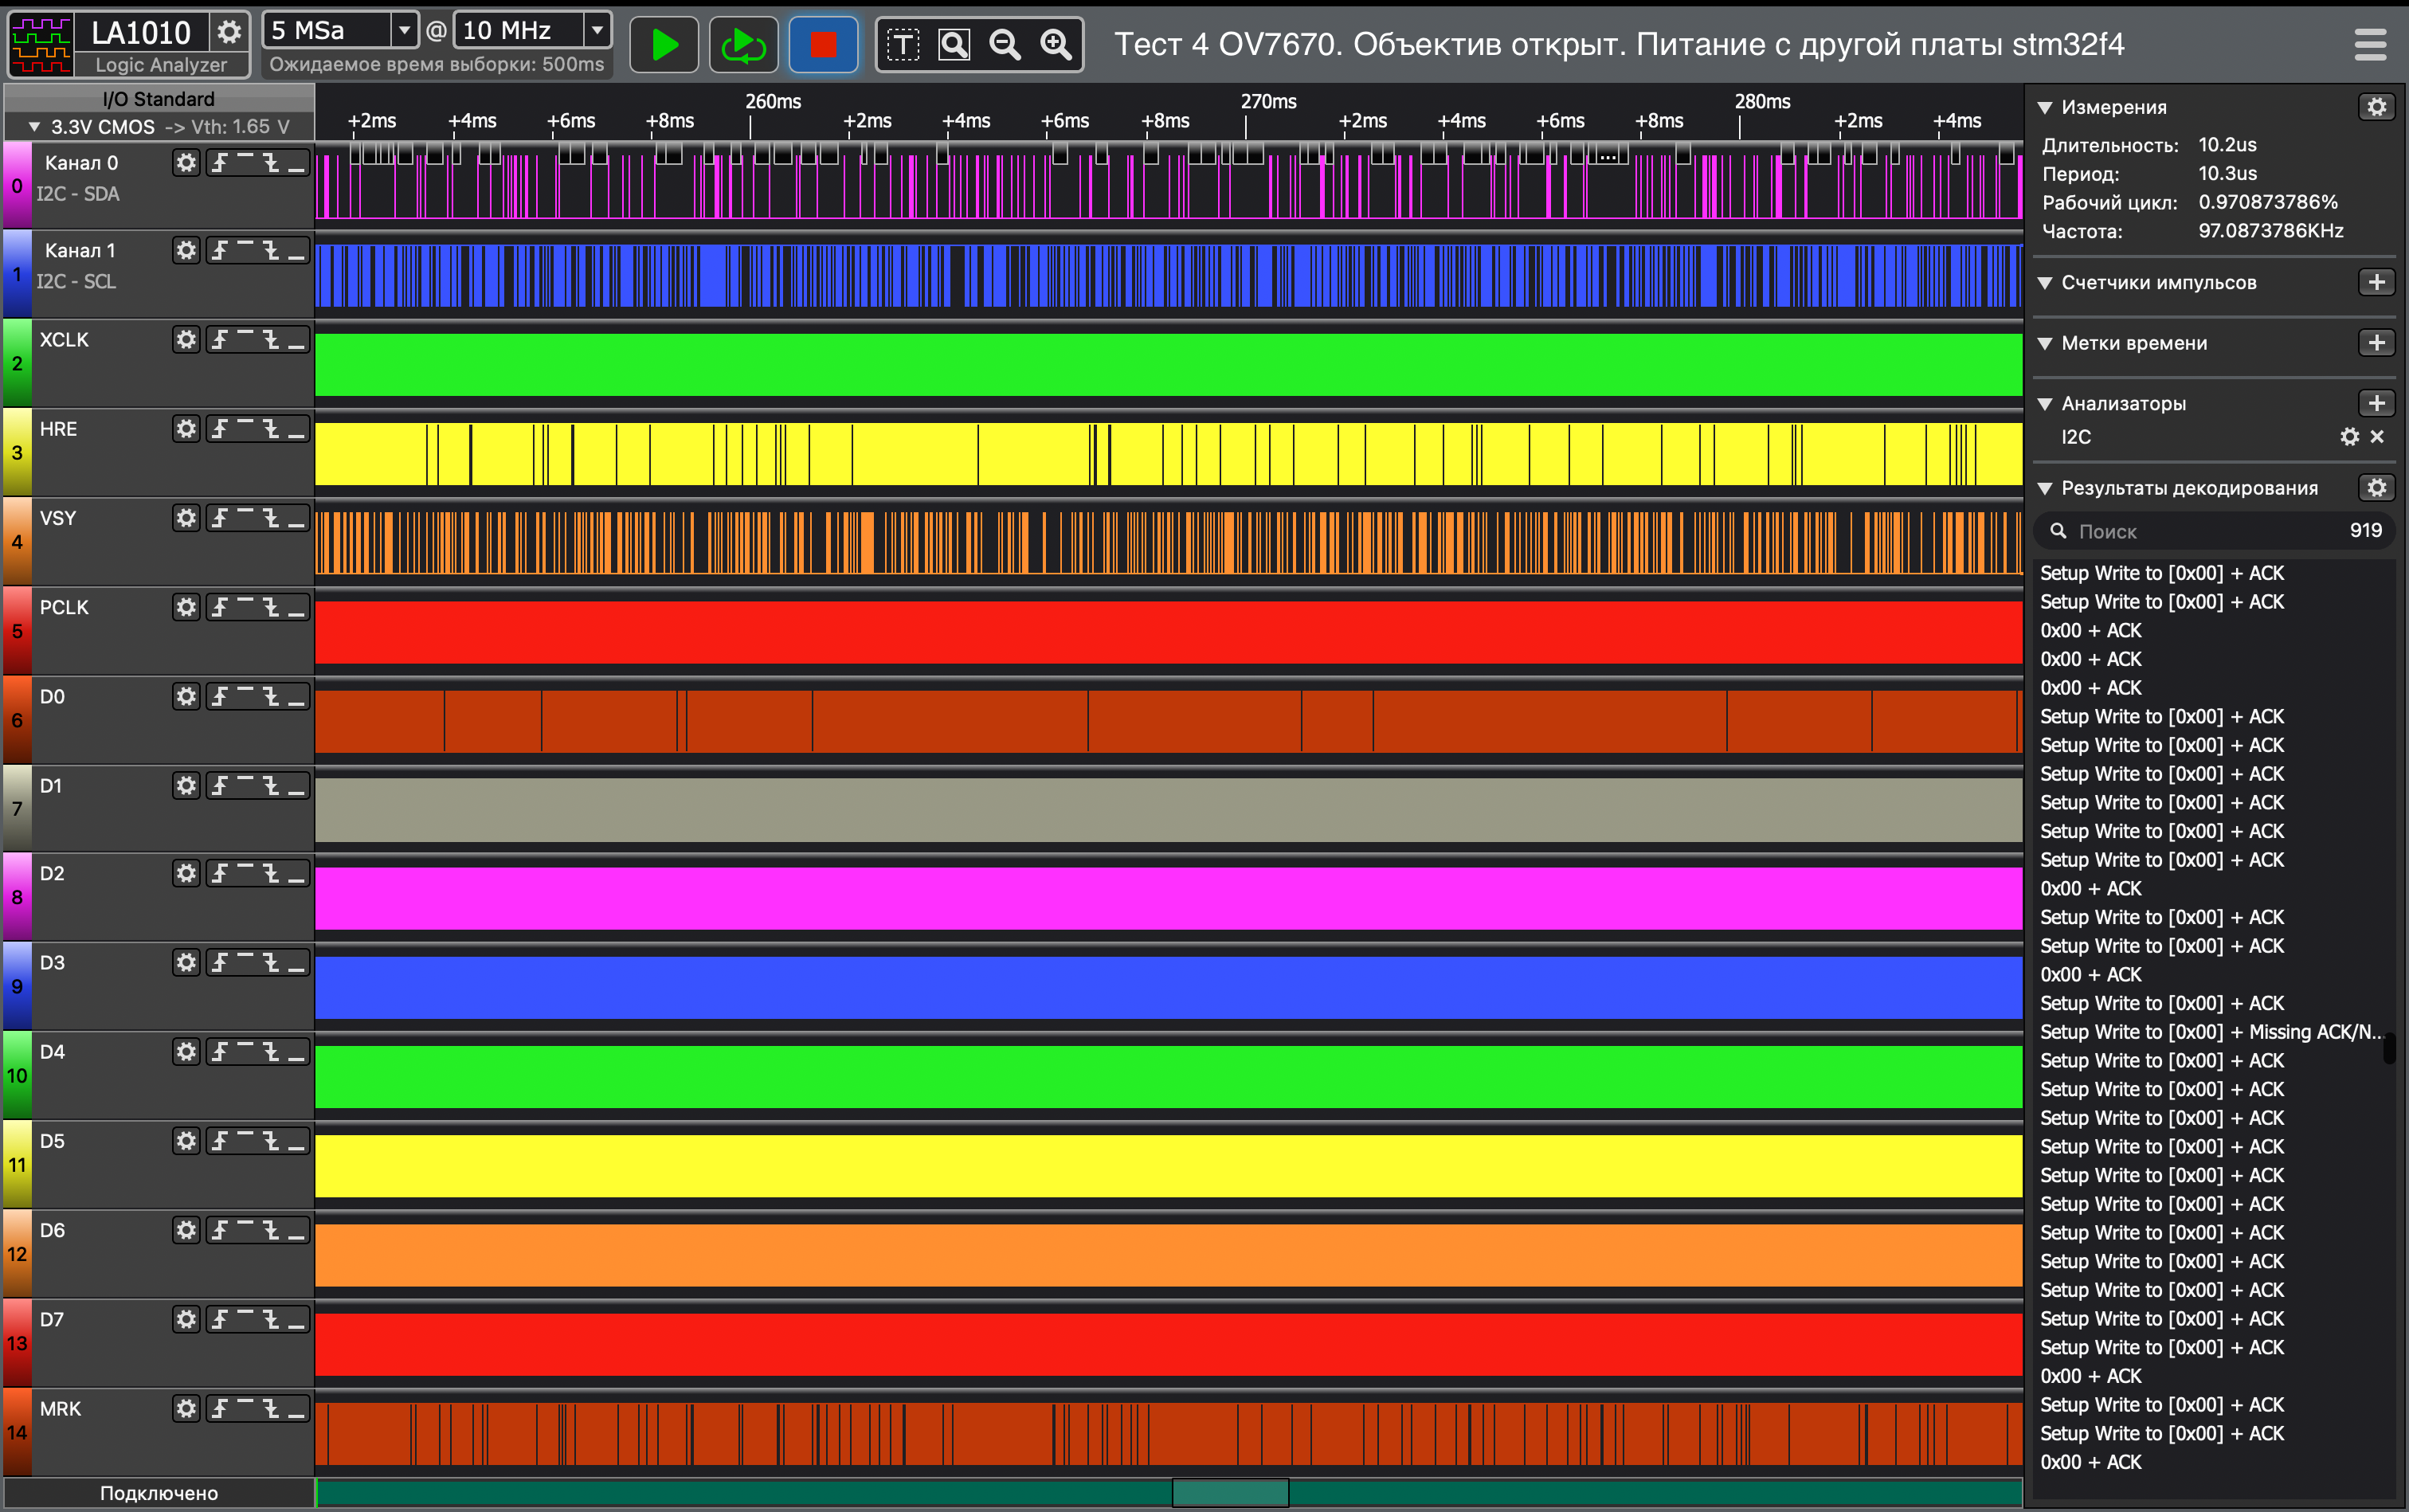 LA1010
Logic Analyzer
5 MSa @ 10 MHz
Ожидаемое время выборки: 500ms
Тест 4 OV7670. Объектив открыт. Питание с другой платы stm32f4
I/O Standard
3.3V CMOS -> Vth: 1.65 V
260ms 270ms 280ms
+2ms +4ms +6ms +8ms +2ms +4ms +6ms +8ms +2ms +4ms +6ms +8ms +2ms +4ms
0 Канал 0
I2C - SDA
...
1 Канал 1
I2C - SCL
2 XCLK
3 HRE
4 VSY
5 PCLK
6 D0
7 D1
8 D2
9 D3
10 D4
11 D5
12 D6
13 D7
14 MRK
Подключено
Измерения
Длительность: 10.2us
Период: 10.3us
Рабочий цикл: 0.970873786%
Частота: 97.0873786KHz
Счетчики импульсов
Метки времени
Анализаторы
I2C
Результаты декодирования
Поиск 919
Setup Write to [0x00] + ACK
Setup Write to [0x00] + ACK
0x00 + ACK
0x00 + ACK
0x00 + ACK
Setup Write to [0x00] + ACK
Setup Write to [0x00] + ACK
Setup Write to [0x00] + ACK
Setup Write to [0x00] + ACK
Setup Write to [0x00] + ACK
Setup Write to [0x00] + ACK
0x00 + ACK
Setup Write to [0x00] + ACK
Setup Write to [0x00] + ACK
0x00 + ACK
Setup Write to [0x00] + ACK
Setup Write to [0x00] + Missing ACK/N...
Setup Write to [0x00] + ACK
Setup Write to [0x00] + ACK
Setup Write to [0x00] + ACK
Setup Write to [0x00] + ACK
Setup Write to [0x00] + ACK
Setup Write to [0x00] + ACK
Setup Write to [0x00] + ACK
Setup Write to [0x00] + ACK
Setup Write to [0x00] + ACK
Setup Write to [0x00] + ACK
Setup Write to [0x00] + ACK
0x00 + ACK
Setup Write to [0x00] + ACK
Setup Write to [0x00] + ACK
0x00 + ACK